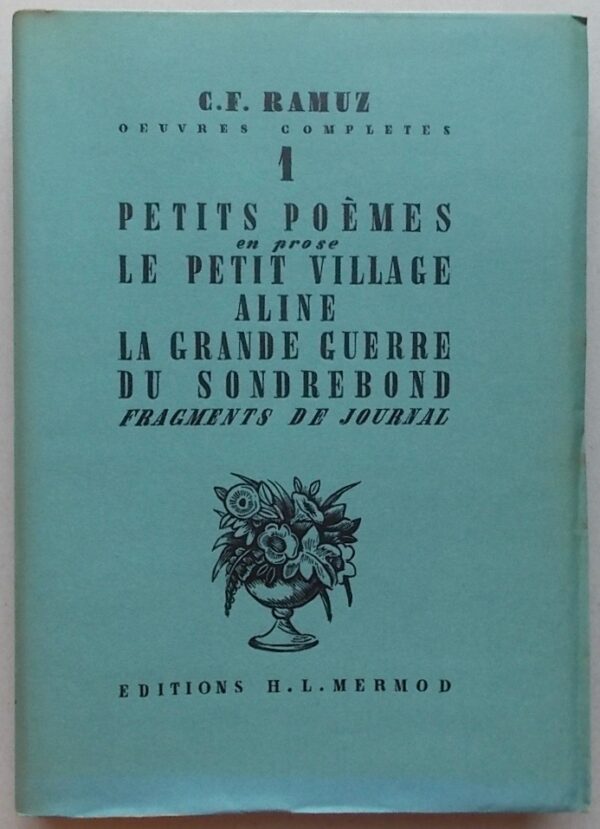 C.F. RAMUZ
OEUVRES COMPLETES
1
PETITS POÈMES
en prose
LE PETIT VILLAGE
ALINE
LA GRANDE GUERRE
DU SONDREBOND
FRAGMENTS DE JOURNAL
EDITIONS H.L.MERMOD